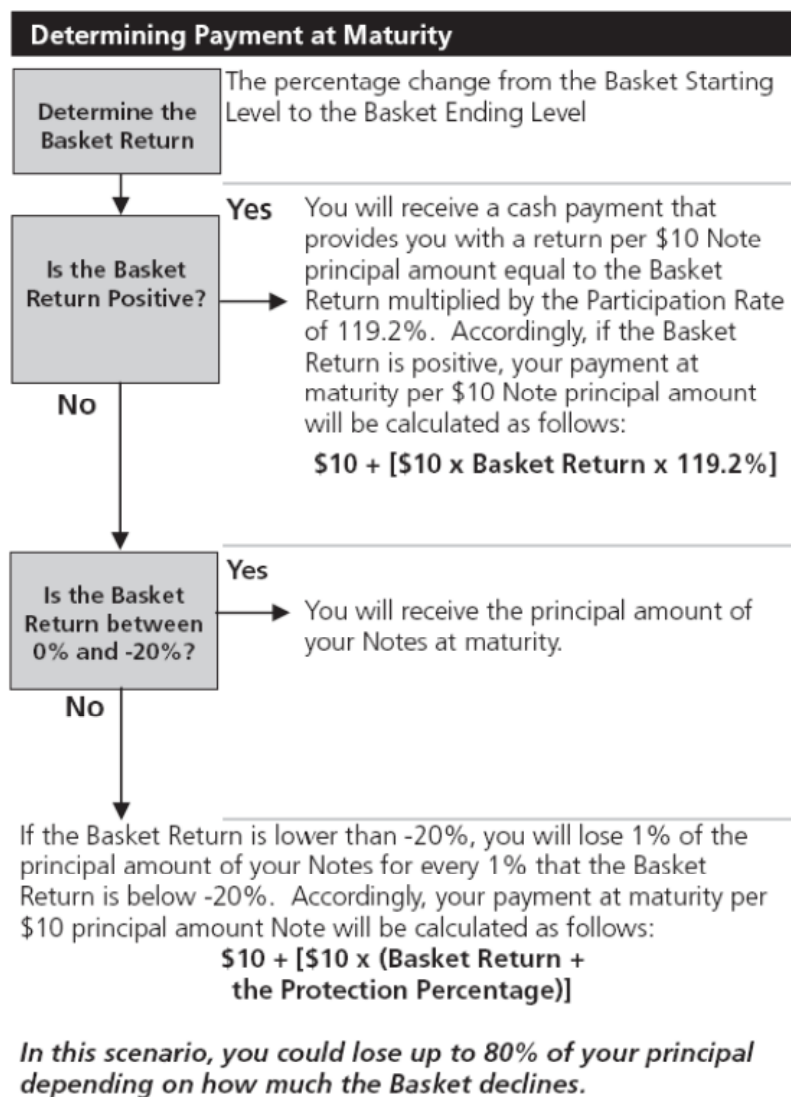 Determining Payment at Maturity
Determine the
Basket Return
The percentage change from the Basket Starting
Level to the Basket Ending Level
Is the Basket
Return Positive?
Yes
You will receive a cash payment that
provides you with a return per $10 Note
principal amount equal to the Basket
Return multiplied by the Participation Rate
of 119.2%.  Accordingly, if the Basket
Return is positive, your payment at
maturity per $10 Note principal amount
will be calculated as follows:
$10 + [$10 x Basket Return x 119.2%]
No
Is the Basket
Return between
0% and -20%?
Yes
You will receive the principal amount of
your Notes at maturity.
No
If the Basket Return is lower than -20%, you will lose 1% of the
principal amount of your Notes for every 1% that the Basket
Return is below -20%.  Accordingly, your payment at maturity per
$10 principal amount Note will be calculated as follows:
$10 + [$10 x (Basket Return +
the Protection Percentage)]
In this scenario, you could lose up to 80% of your principal
depending on how much the Basket declines.